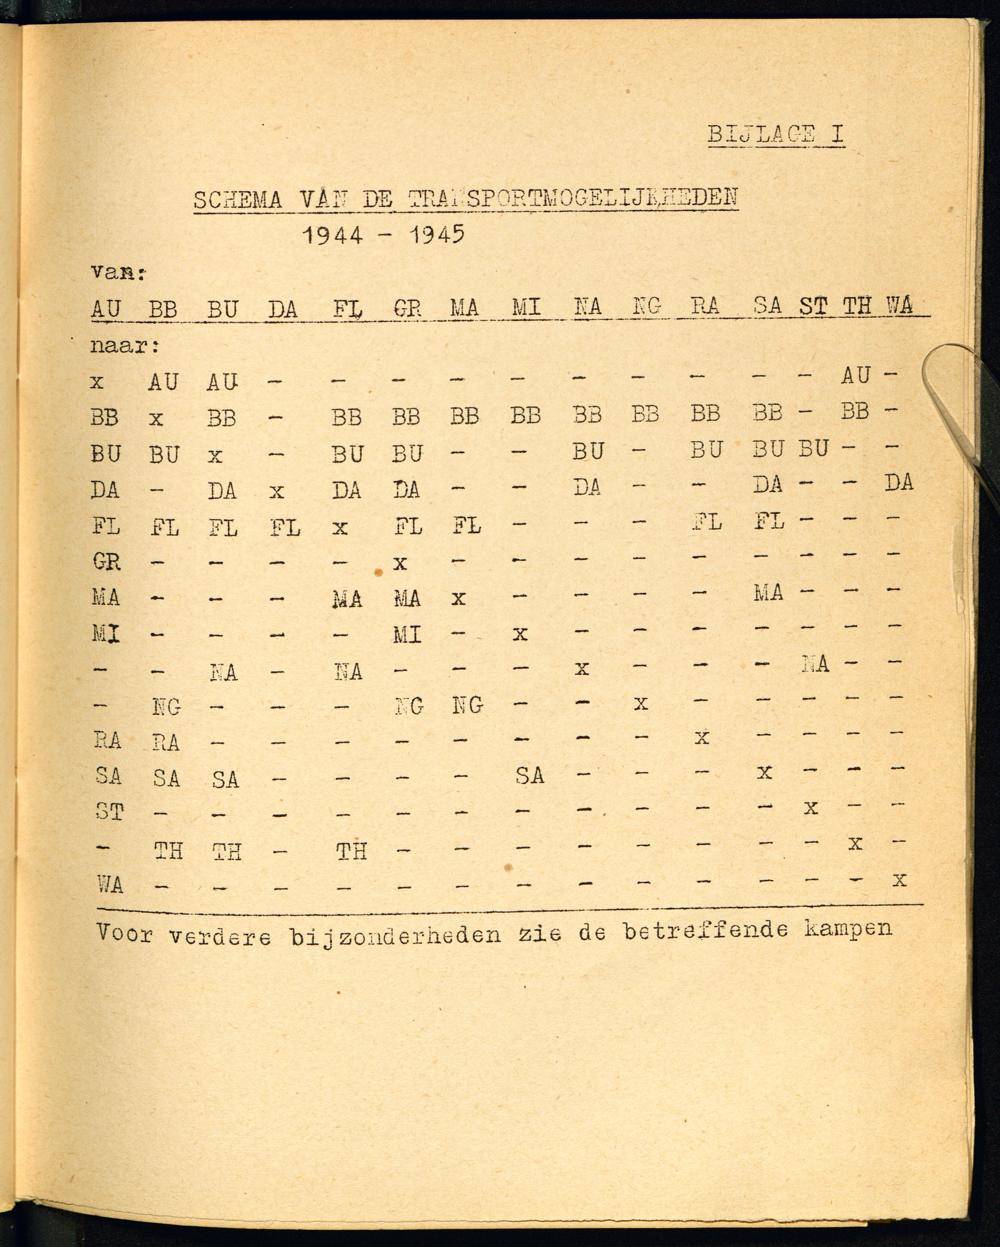 BIJLAGE I
SCHEMA VAN DE TRANSPORTMOGELIJKHEDEN
1944 - 1945
van:
AU BB BU DA FL GR MA MI NA NG RA SA ST TH WA
naar:
x AU AU - - - - - - - - - - AU -
BB x BB - BB BB BB BB BB BB BB BB - BB -
BU BU x - BU BU - - BU - BU BU BU - -
DA - DA x DA DA - - DA - - DA - - DA
FL FL FL FL x FL FL - - - FL FL - - -
GR - - - - x - - - - - - - - -
MA - - - MA MA x - - - - MA - - -
MI - - - - MI - x - - - - - - -
- - NA - NA - - - x - - - NA - -
- NG - - - NG NG - - x - - - - -
RA RA - - - - - - - - x - - - -
SA SA SA - - - - SA - - - x - - -
ST - - - - - - - - - - - x - -
- TH TH - TH - - - - - - - - x -
WA - - - - - - - - - - - - - x
Voor verdere bijzonderheden zie de betreffende kampen